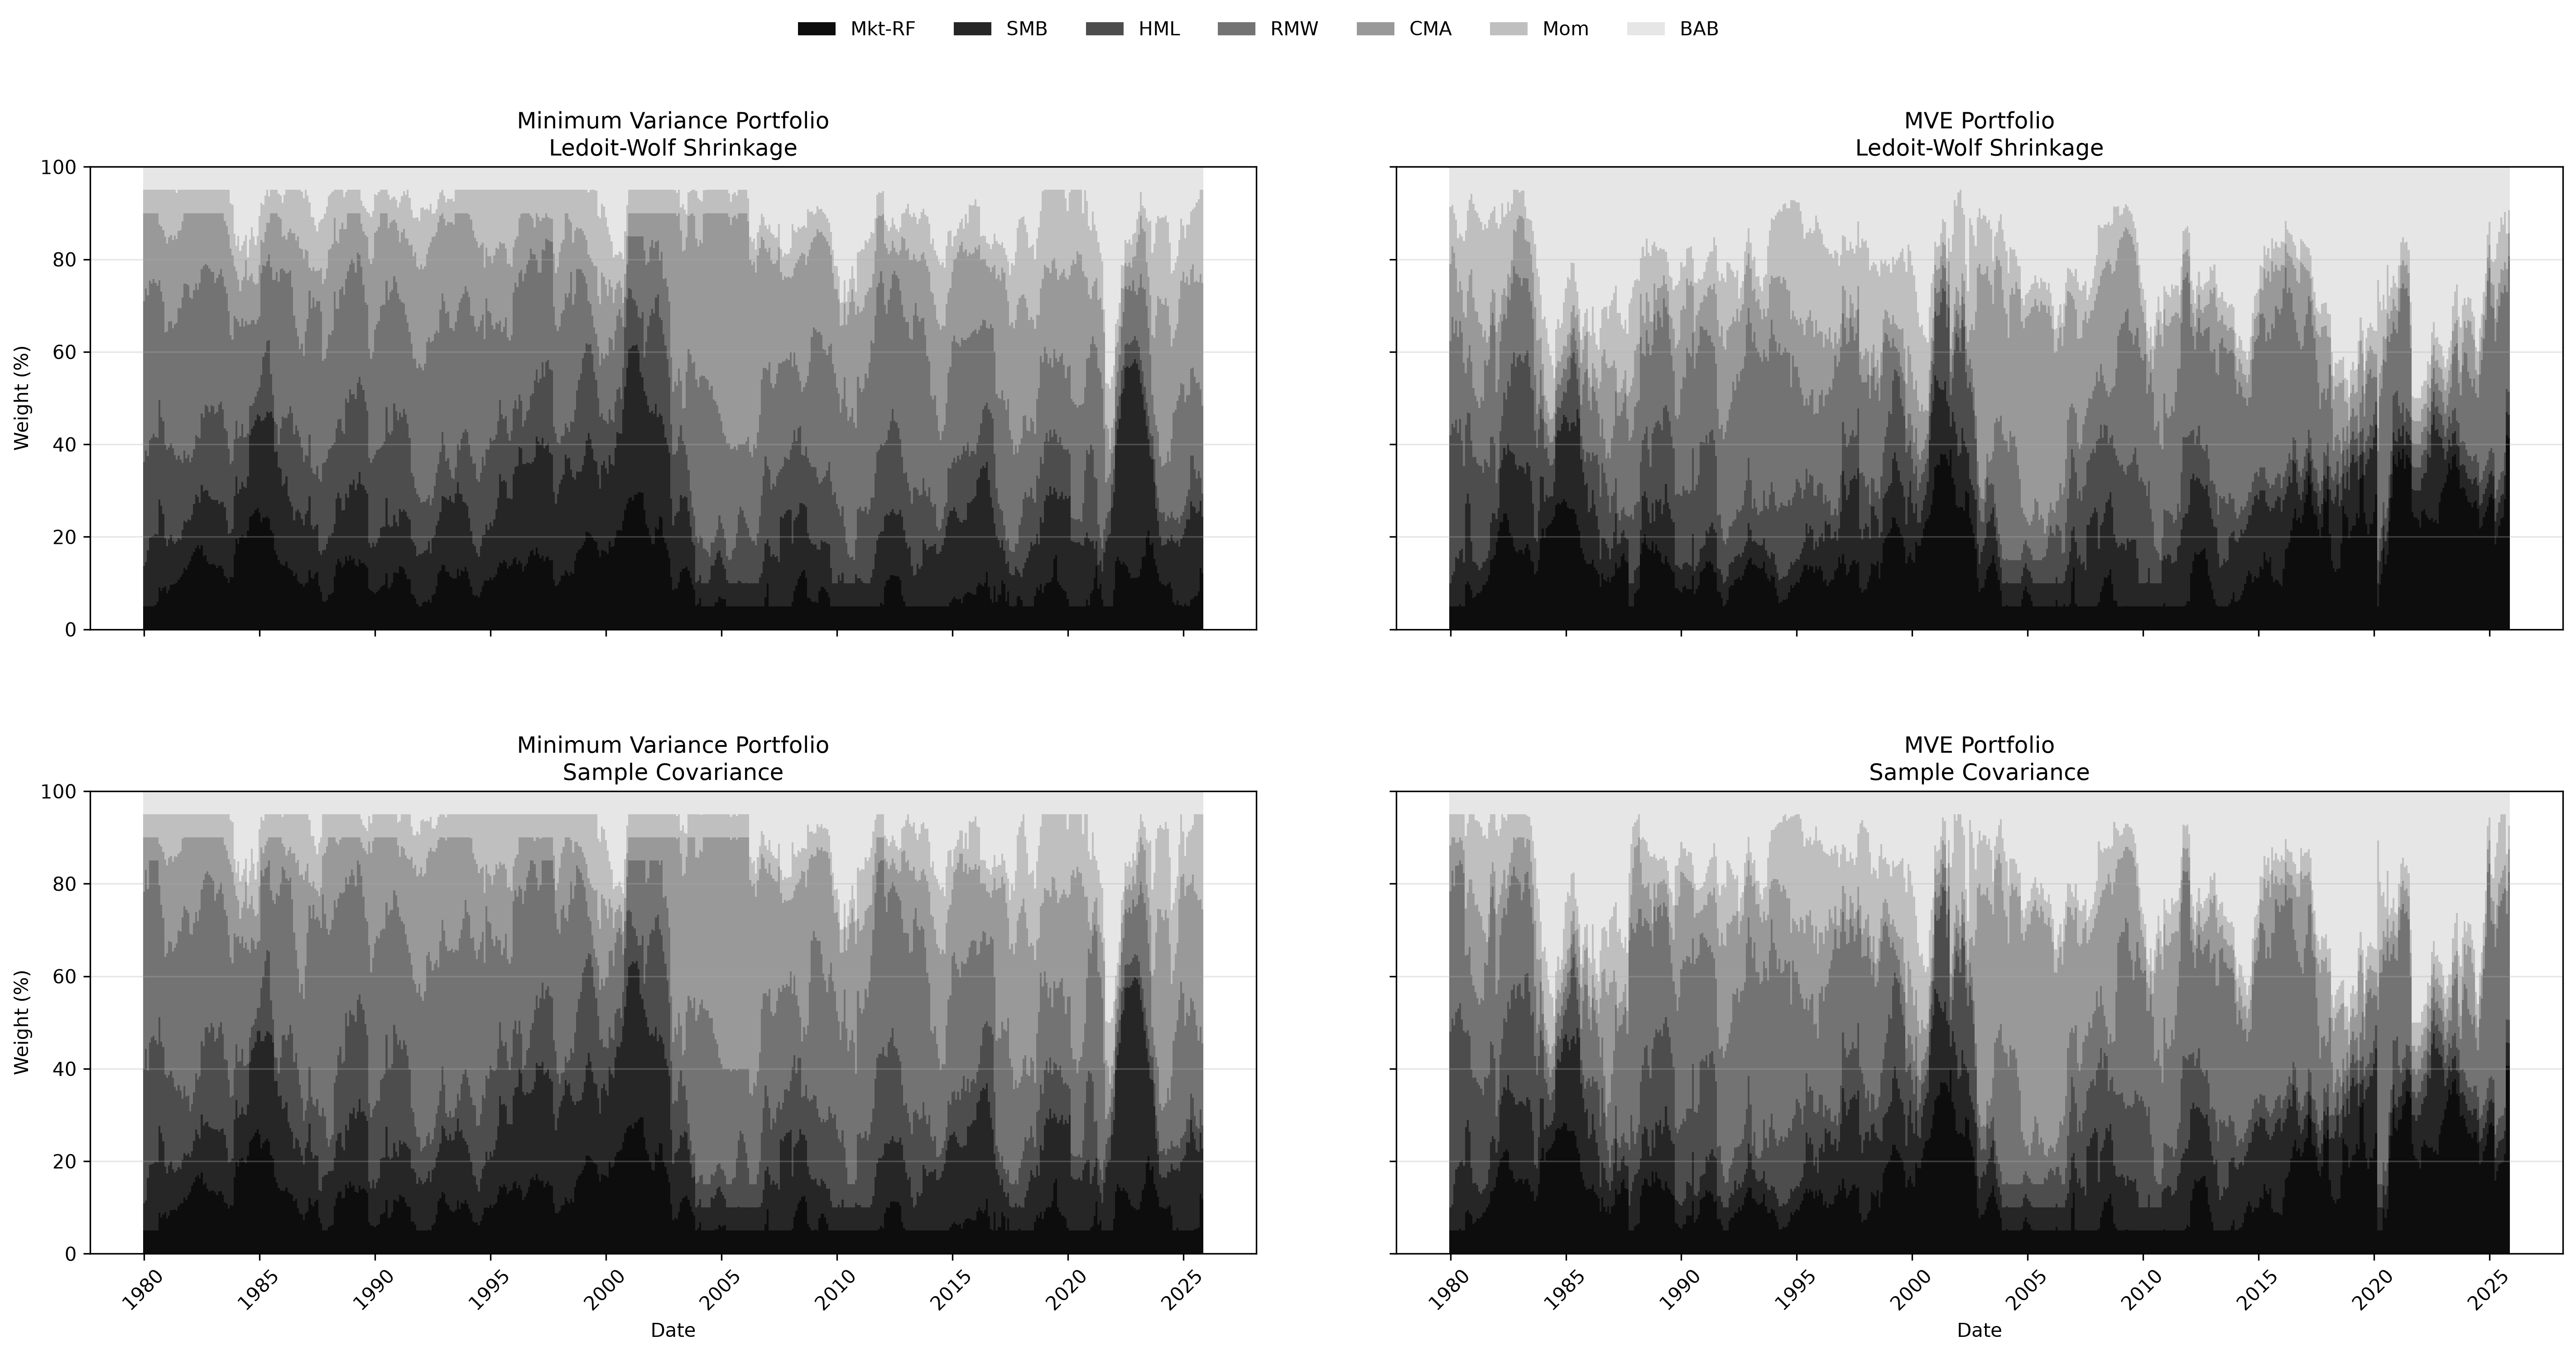 Mkt-RF SMB HML RMW CMA Mom BAB
Minimum Variance Portfolio
Ledoit-Wolf Shrinkage
MVE Portfolio
Ledoit-Wolf Shrinkage
Weight (%)
100
80
60
40
20
0
Minimum Variance Portfolio
Sample Covariance
MVE Portfolio
Sample Covariance
Weight (%)
100
80
60
40
20
0
1980 1985 1990 1995 2000 2005 2010 2015 2020 2025
Date
1980 1985 1990 1995 2000 2005 2010 2015 2020 2025
Date